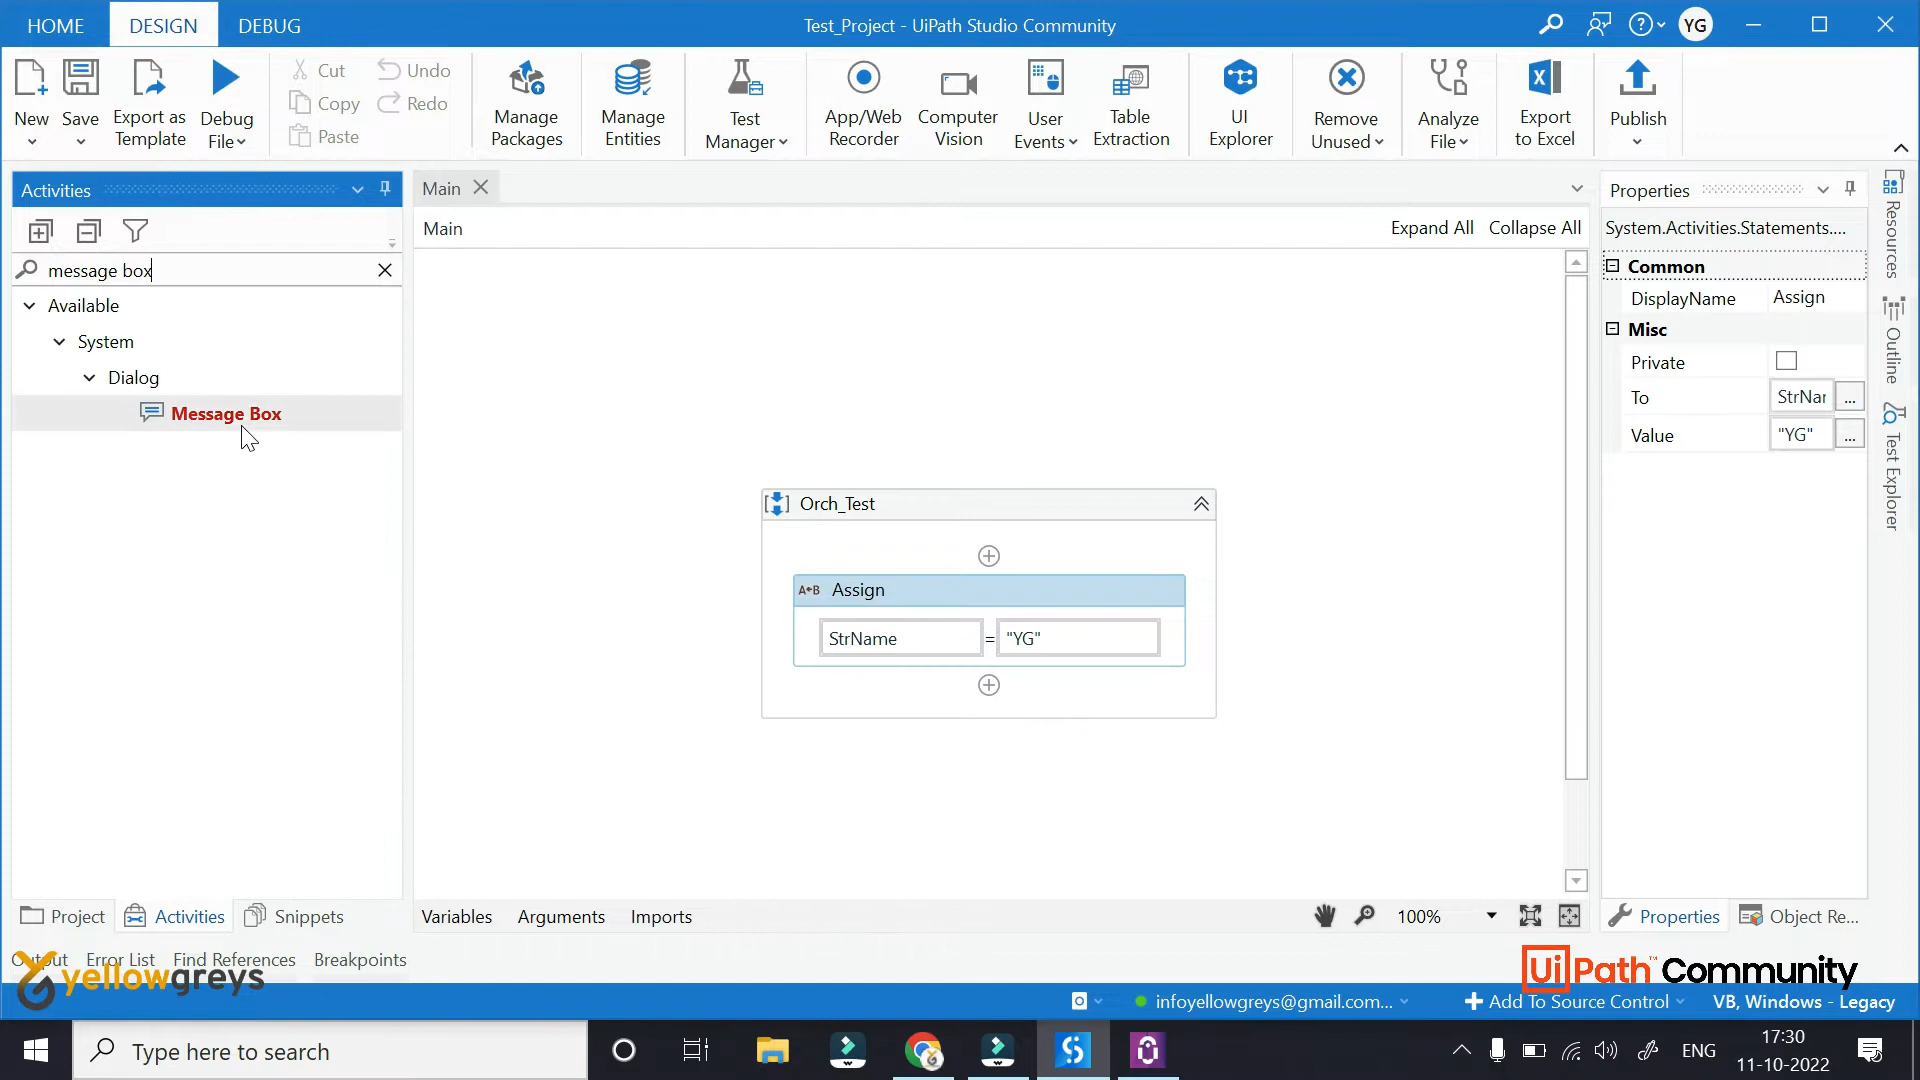 HOME DESIGN DEBUG
Test_Project - UiPath Studio Community
YG
New
Save
Export as
Template
Debug
File
Cut
Copy
Paste
Undo
Redo
Manage
Packages
Manage
Entities
Test
Manager
App/Web
Recorder
Computer
Vision
User
Events
Table
Extraction
UI
Explorer
Remove
Unused
Analyze
File
Export
to Excel
Publish
Activities
message box
Available
System
Dialog
Message Box
Main
Main
Expand All Collapse All
Orch_Test
A←B Assign
StrName = "YG"
Properties
System.Activities.Statements....
Common
DisplayName Assign
Misc
Private
To StrNar ...
Value "YG" ...
Resources
Outline
Test Explorer
Project Activities Snippets
Variables Arguments Imports
100%
Properties Object Re...
Output Error List Find References Breakpoints
yellowgreys
UiPath™ Community
infoyellowgreys@gmail.com...
Add To Source Control
VB, Windows - Legacy
Type here to search
ENG
17:30
11-10-2022